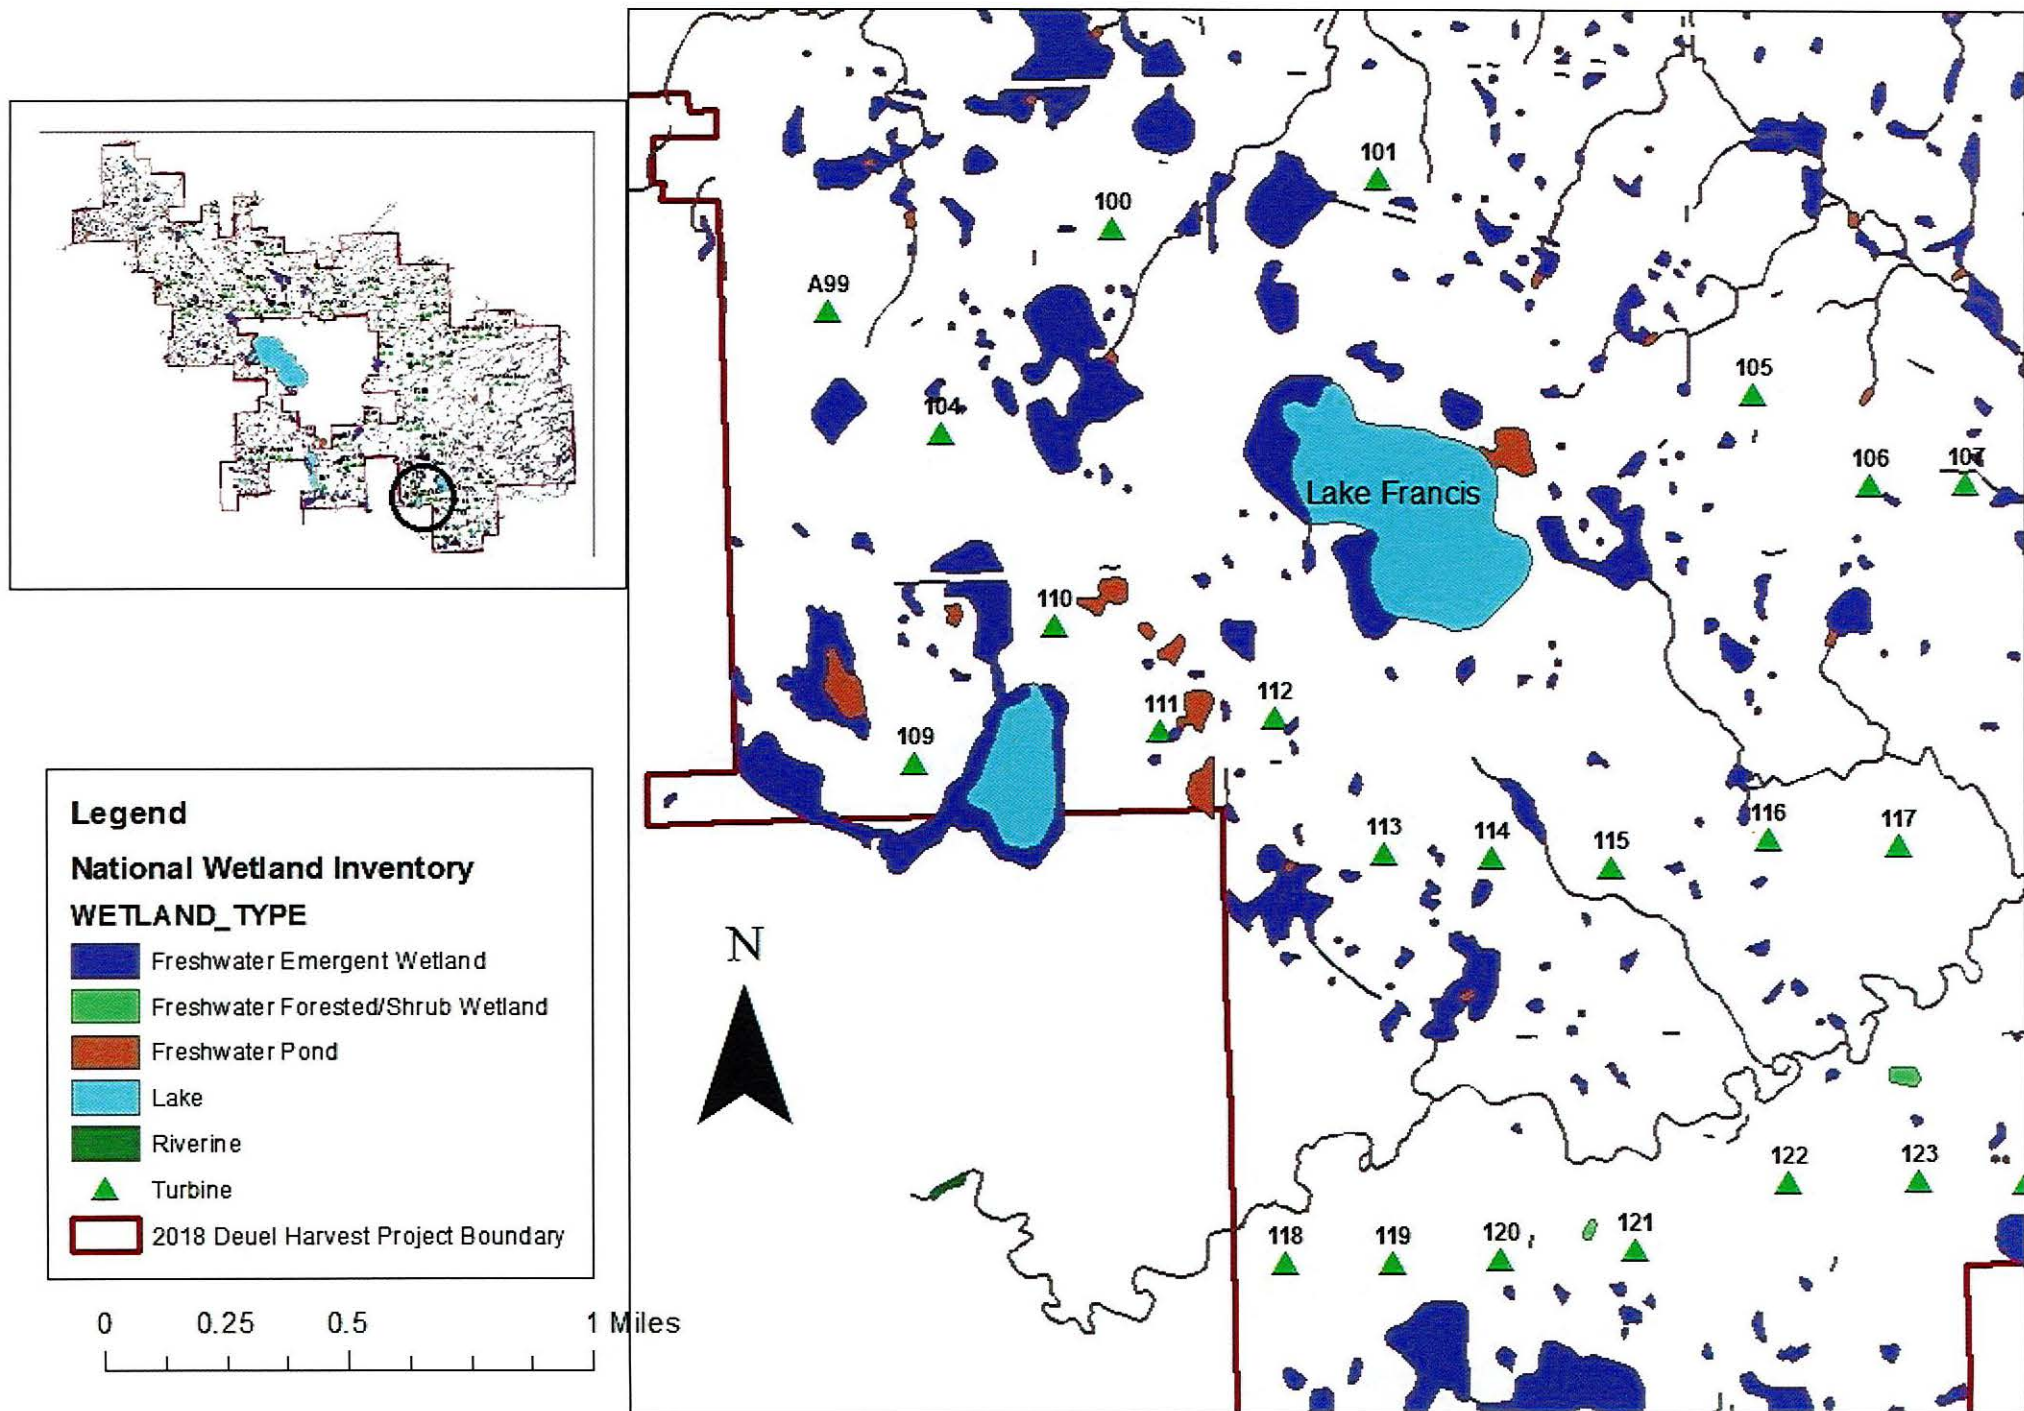 Legend
National Wetland Inventory
WETLAND_TYPE
Freshwater Emergent Wetland
Freshwater Forested/Shrub Wetland
Freshwater Pond
Lake
Riverine
Turbine
2018 Deuel Harvest Project Boundary
0 0.25 0.5 1 Miles
N
101
100
A99
105
104
106 107
Lake Francis
110
112
111
109
116
113 114 115 117
122 123
121
118 119 120